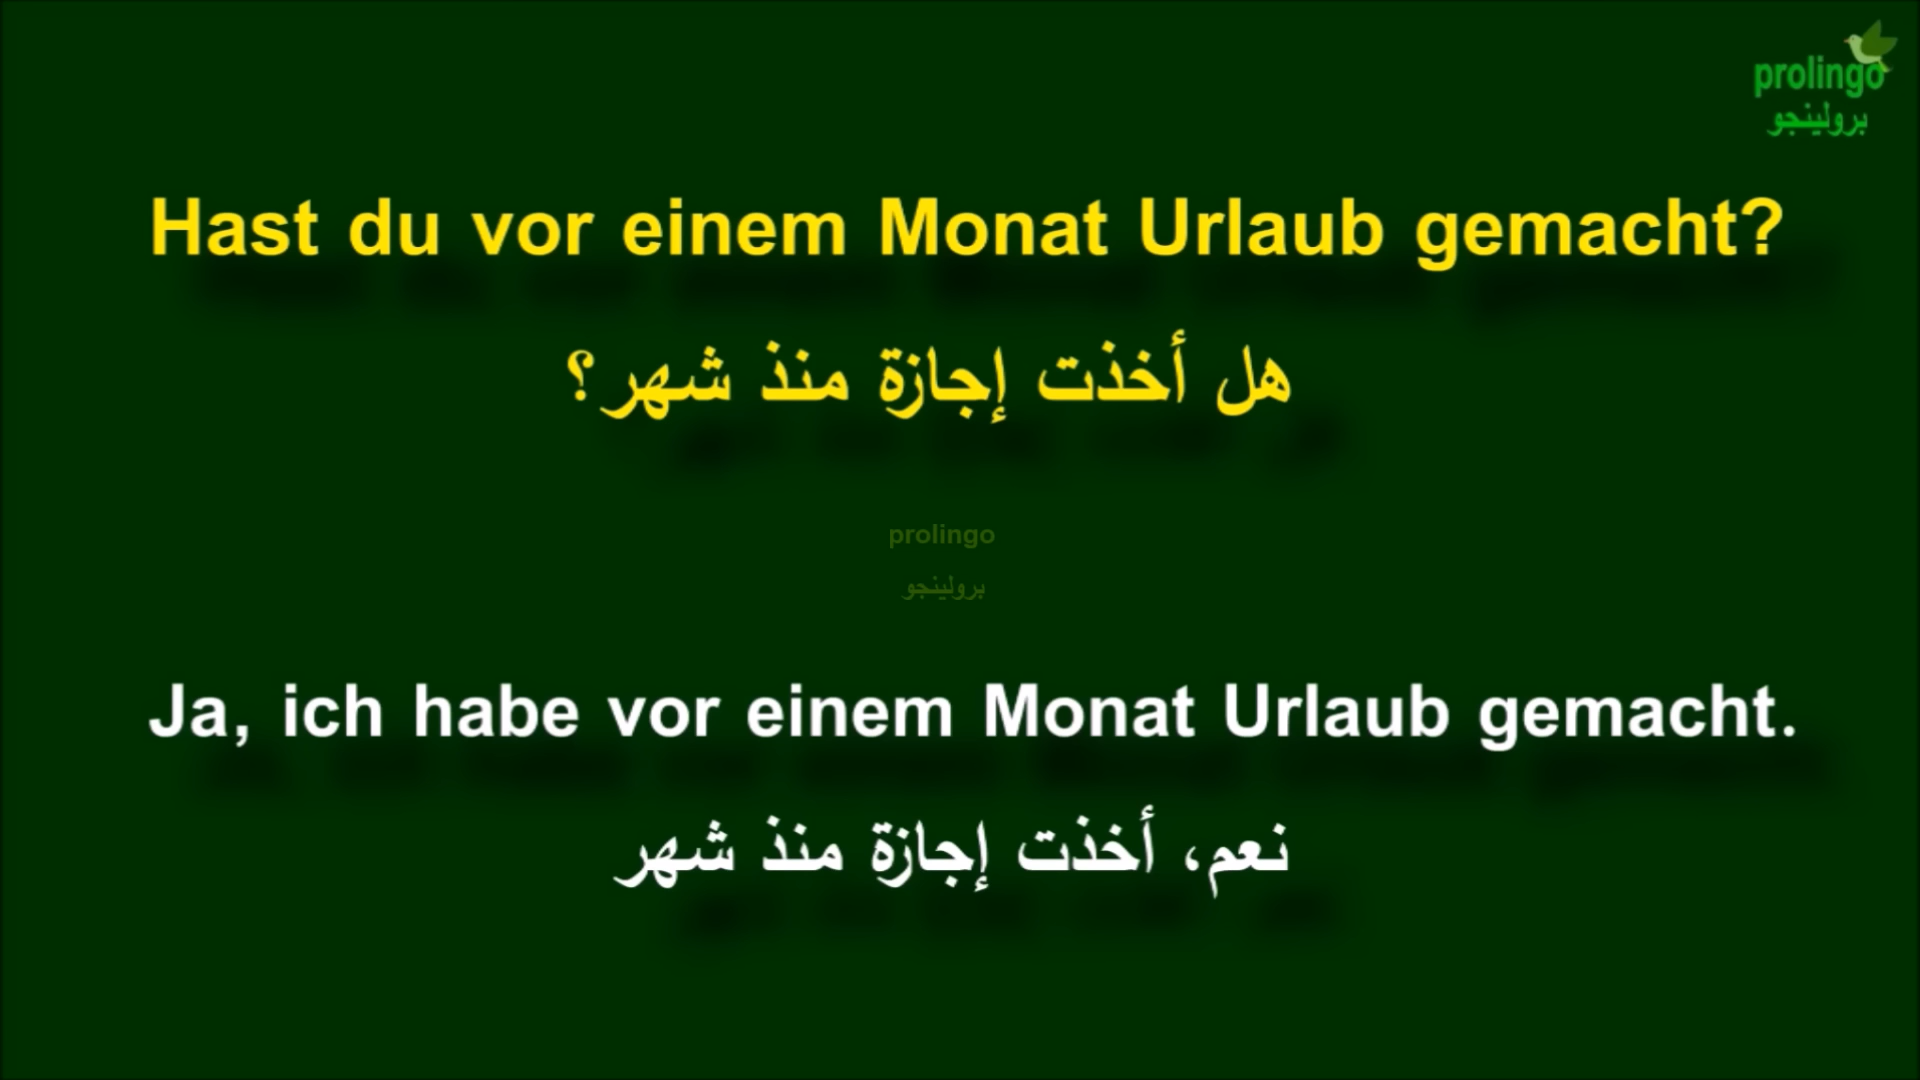 prolingo
برولينجو
Hast du vor einem Monat Urlaub gemacht?
هل أخذت إجازة منذ شهر؟
prolingo
برولينجو
Ja, ich habe vor einem Monat Urlaub gemacht.
نعم، أخذت إجازة منذ شهر